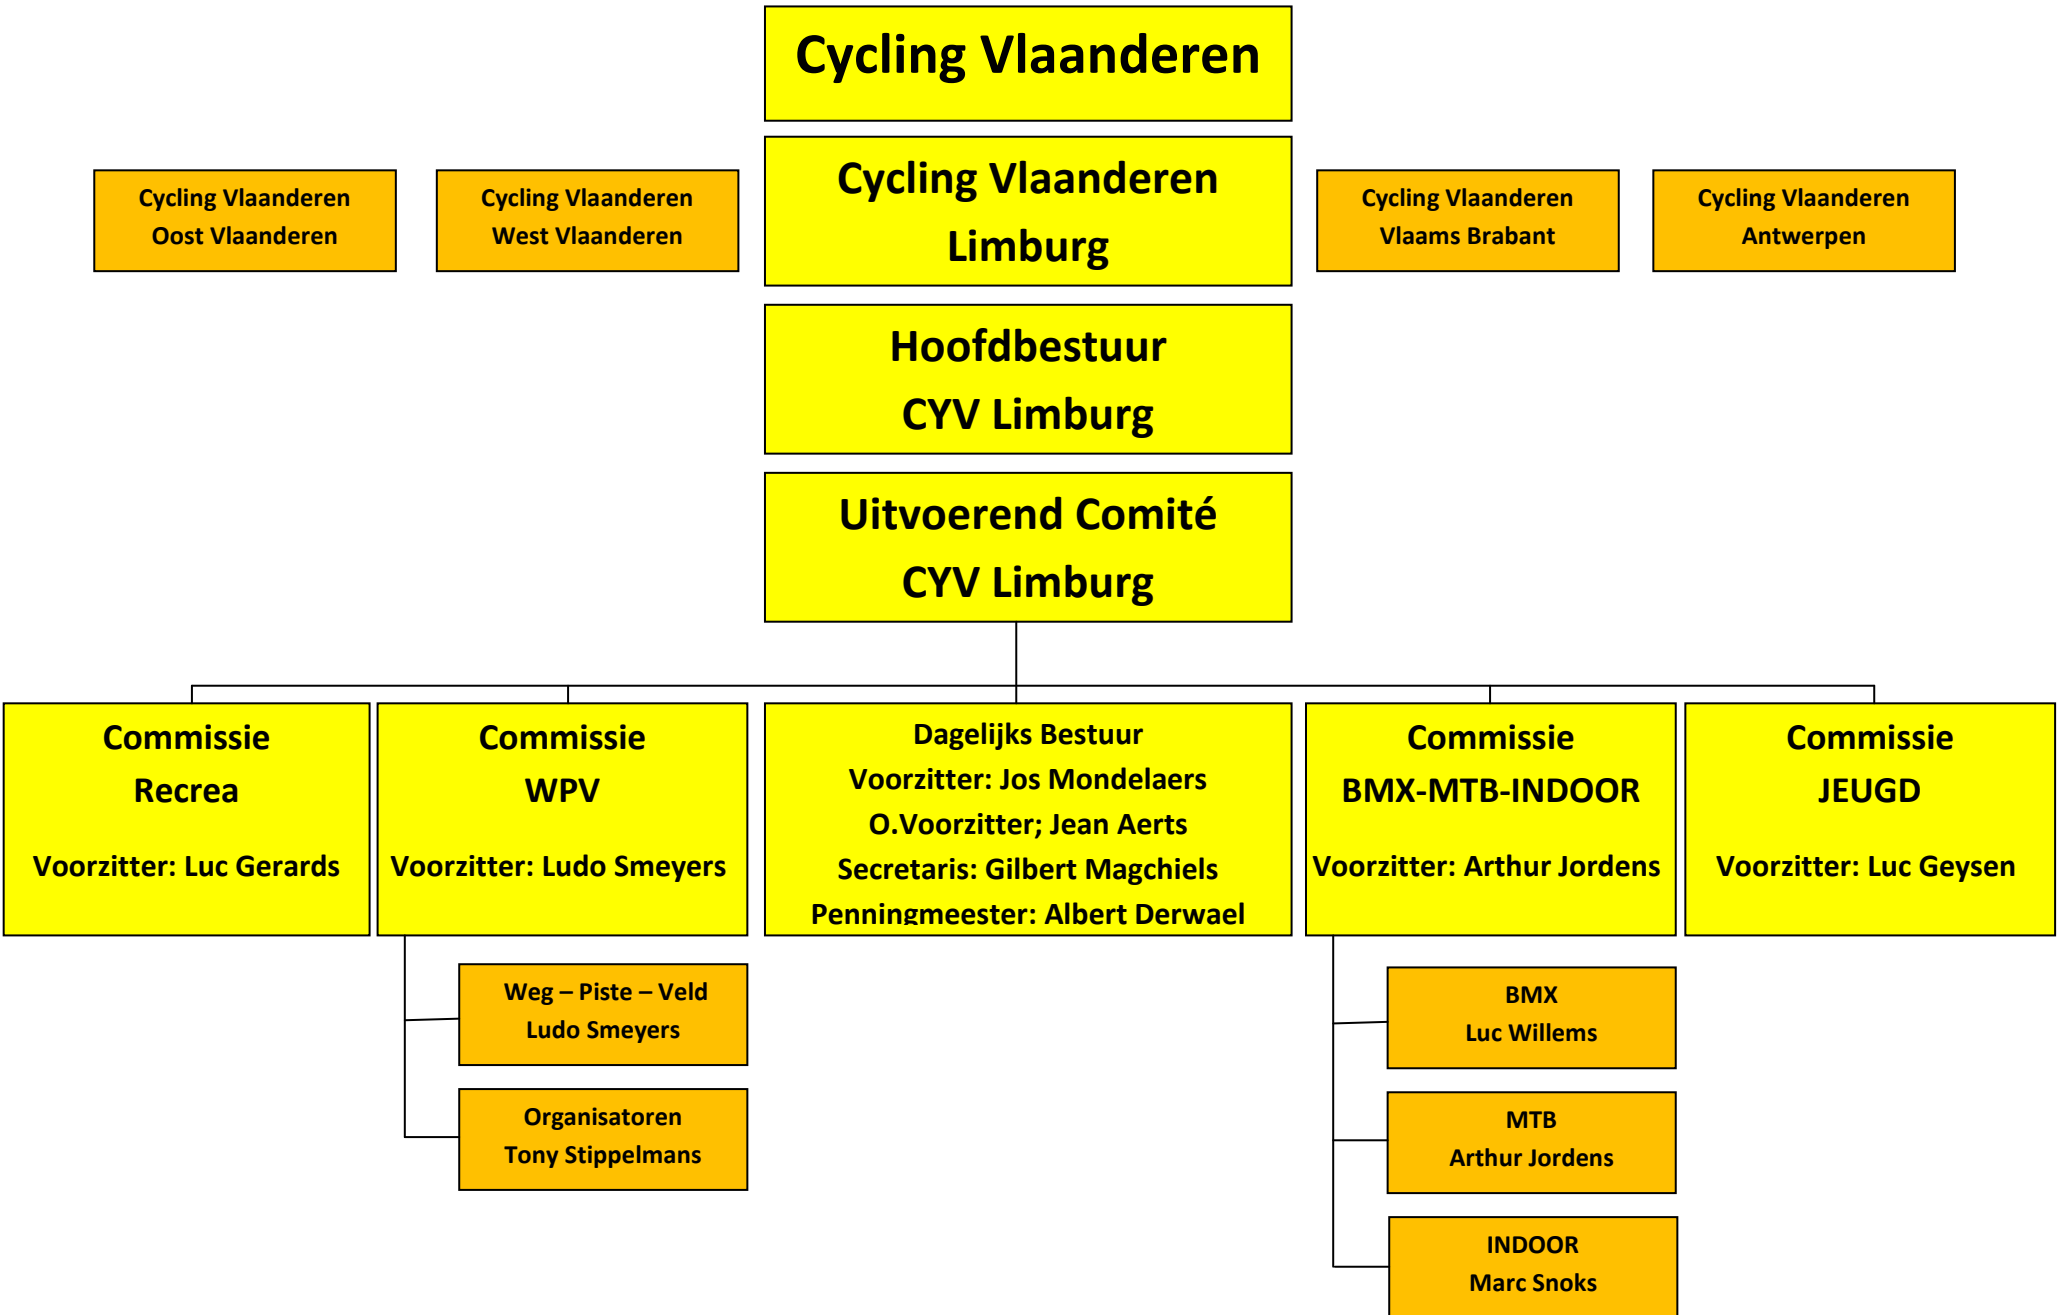 Cycling Vlaanderen
Cycling Vlaanderen
Oost Vlaanderen
Cycling Vlaanderen
West Vlaanderen
Cycling Vlaanderen
Limburg
Cycling Vlaanderen
Vlaams Brabant
Cycling Vlaanderen
Antwerpen
Hoofdbestuur
CYV Limburg
Uitvoerend Comité
CYV Limburg
Commissie
Recrea
Voorzitter: Luc Gerards
Commissie
WPV
Voorzitter: Ludo Smeyers
Dagelijks Bestuur
Voorzitter: Jos Mondelaers
O.Voorzitter; Jean Aerts
Secretaris: Gilbert Magchiels
Penningmeester: Albert Derwael
Commissie
BMX-MTB-INDOOR
Voorzitter: Arthur Jordens
Commissie
JEUGD
Voorzitter: Luc Geysen
Weg – Piste – Veld
Ludo Smeyers
Organisatoren
Tony Stippelmans
BMX
Luc Willems
MTB
Arthur Jordens
INDOOR
Marc Snoks